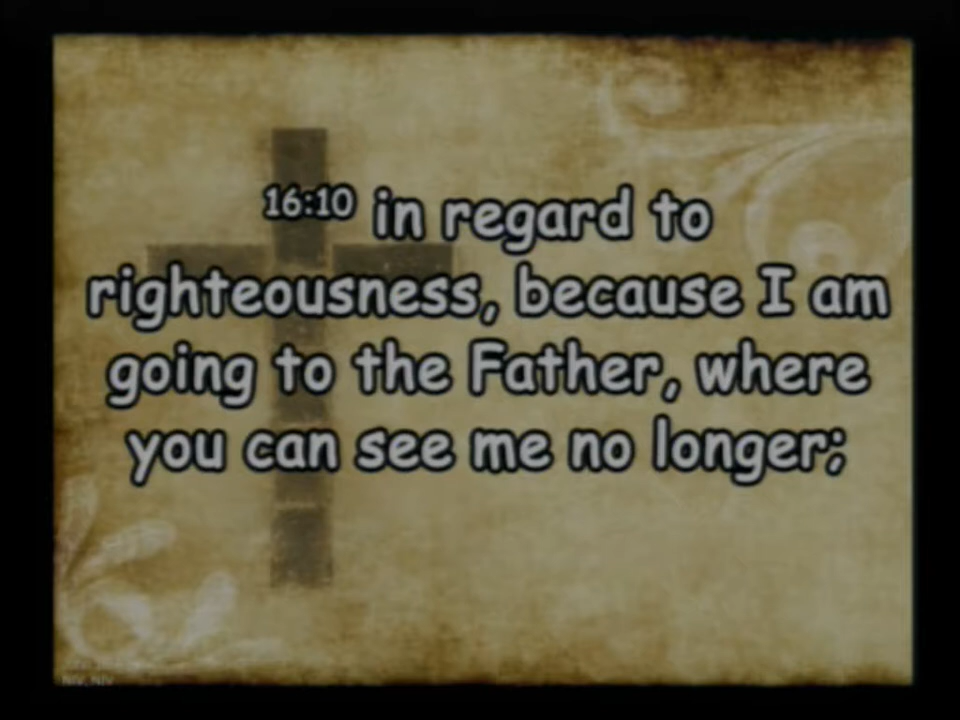 16:10 in regard to
righteousness, because I am
going to the Father, where
you can see me no longer;